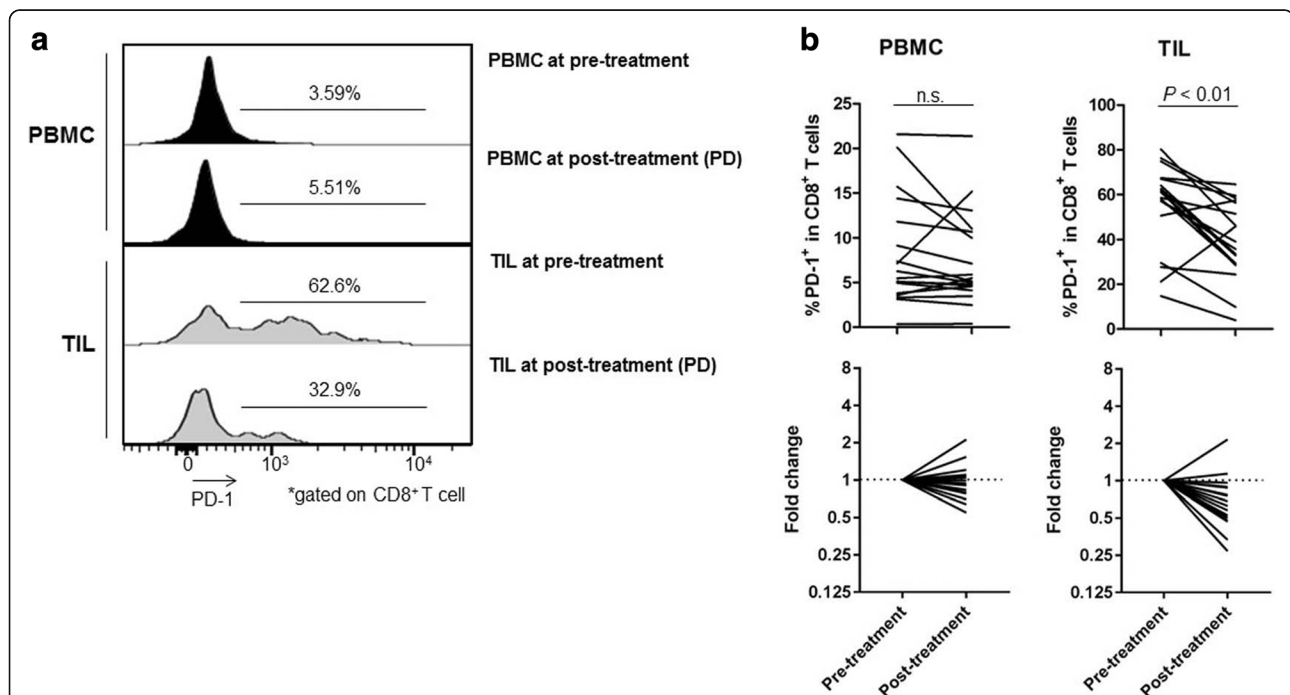 a
PBMC
3.59%
PBMC at pre-treatment
5.51%
PBMC at post-treatment (PD)
TIL
62.6%
TIL at pre-treatment
32.9%
TIL at post-treatment (PD)
0 10³ 10⁴
PD-1
*gated on CD8⁺ T cell
b
PBMC
n.s.
%PD-1⁺ in CD8⁺ T cells
25
20
15
10
5
0
TIL
P < 0.01
%PD-1⁺ in CD8⁺ T cells
100
80
60
40
20
0
Fold change
8
4
2
1
0.5
0.25
0.125
Pre-treatment
Post-treatment
Fold change
8
4
2
1
0.5
0.25
0.125
Pre-treatment
Post-treatment